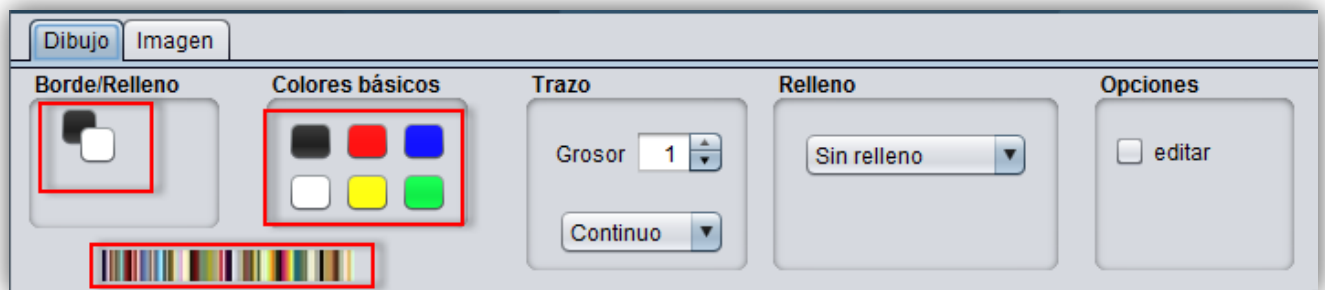 Dibujo Imagen
Borde/Relleno Colores básicos Trazo Relleno Opciones
Grosor 1 Sin relleno editar
Continuo